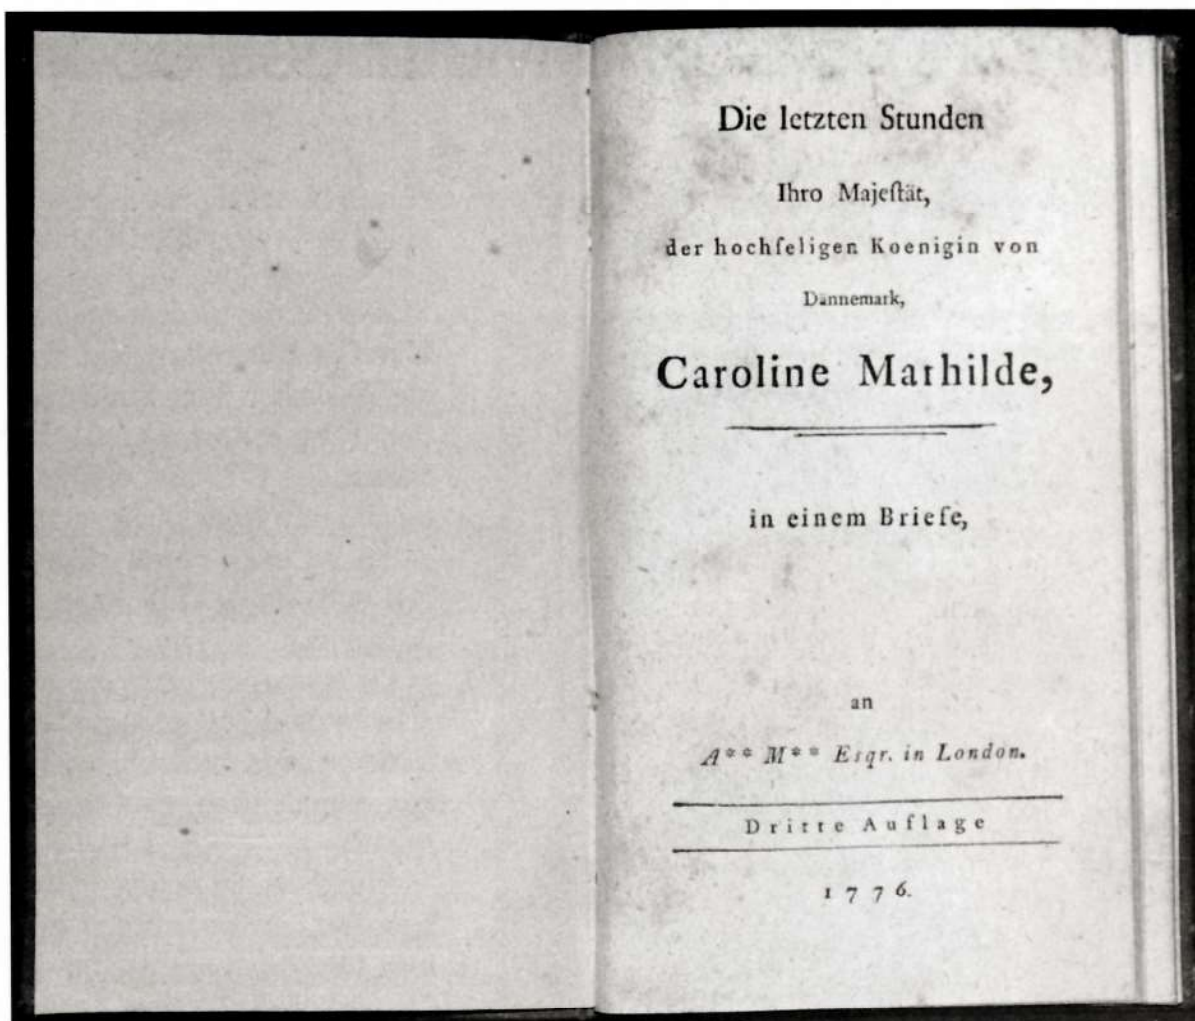 Die letzten Stunden
Ihro Majeſtät,
der hochſeligen Koenigin von
Dännemark,
Caroline Mathilde,
in einem Briefe,
an
A** M** Esqr. in London.
Dritte Auflage
1776.